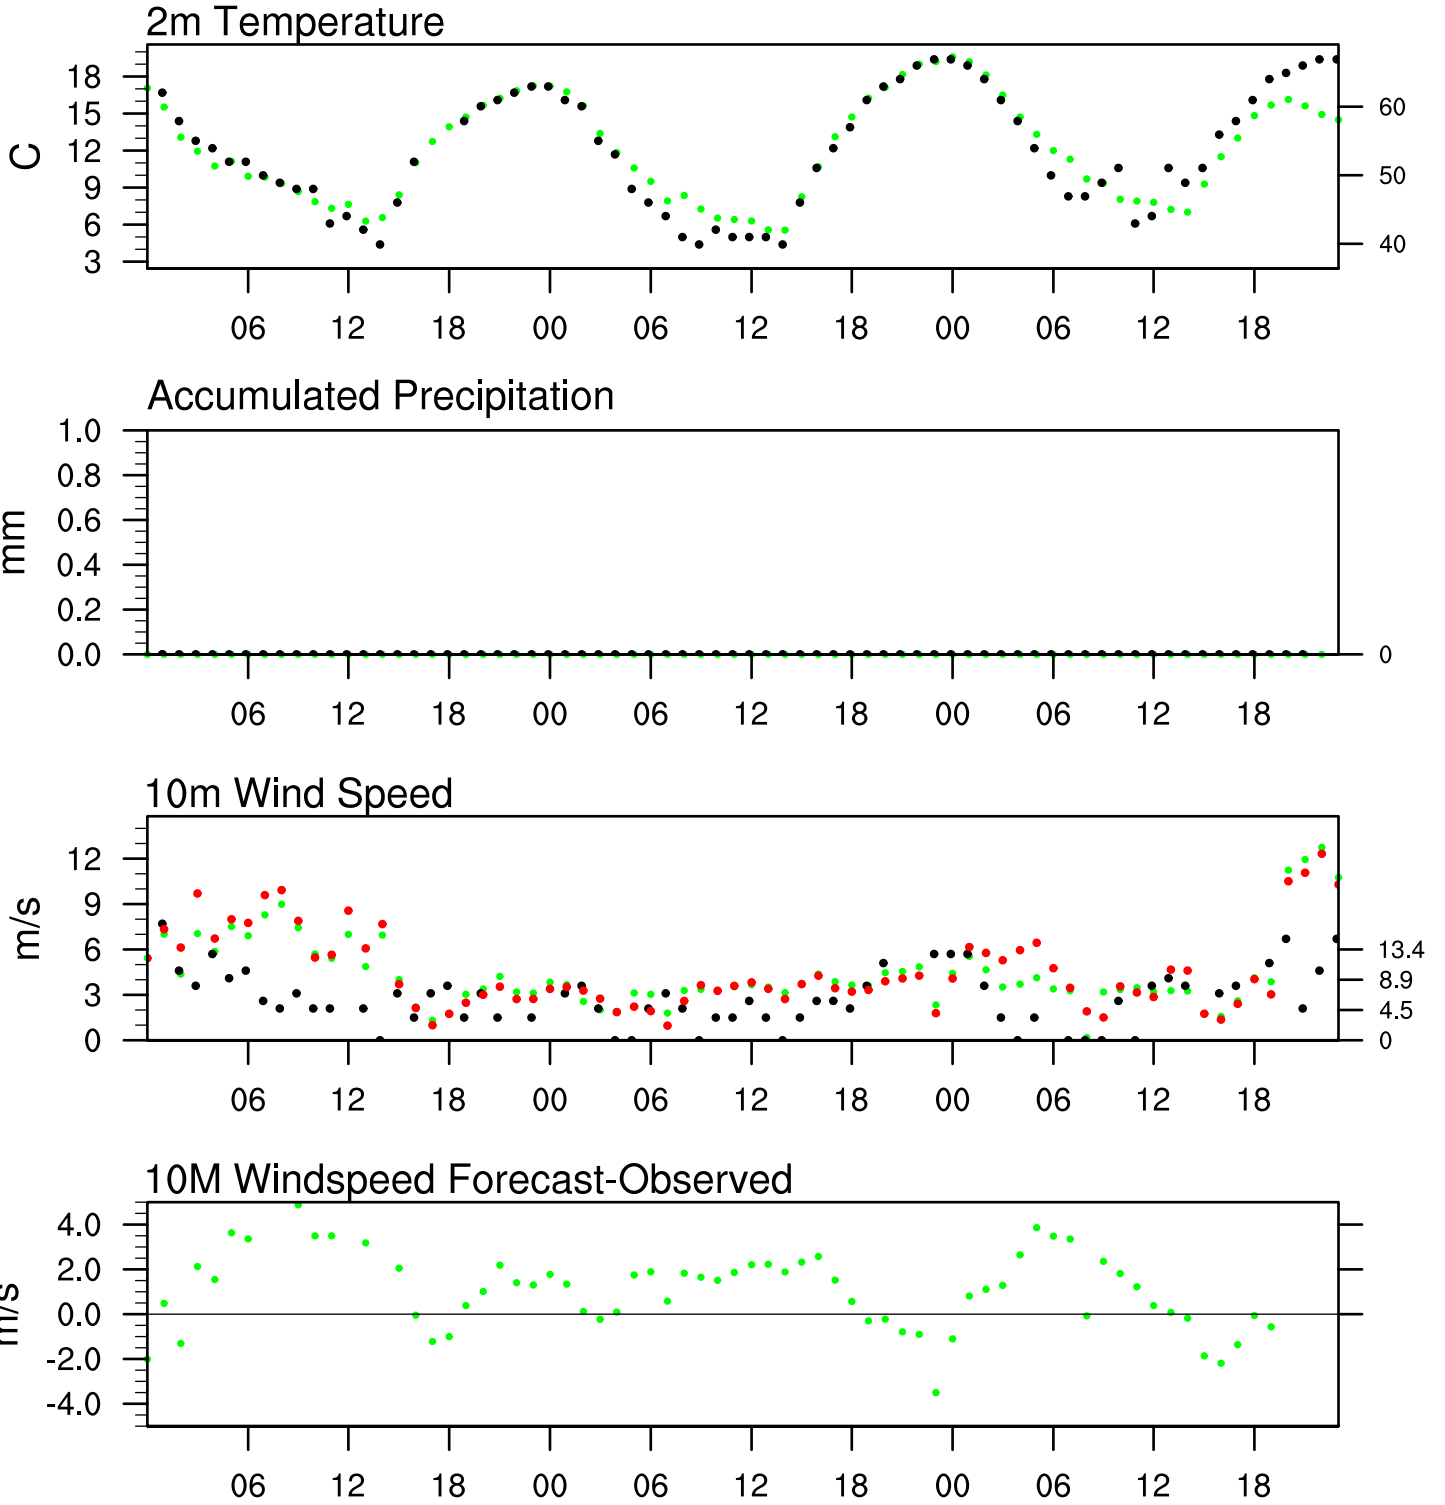 2m Temperature
C
18
15
12
9
6
3
60
50
40
06 12 18 00 06 12 18 00 06 12 18
Accumulated Precipitation
mm
1.0
0.8
0.6
0.4
0.2
0.0
0
06 12 18 00 06 12 18 00 06 12 18
10m Wind Speed
m/s
12
9
6
3
0
13.4
8.9
4.5
0
06 12 18 00 06 12 18 00 06 12 18
10M Windspeed Forecast-Observed
m/s
4.0
2.0
0.0
-2.0
-4.0
06 12 18 00 06 12 18 00 06 12 18